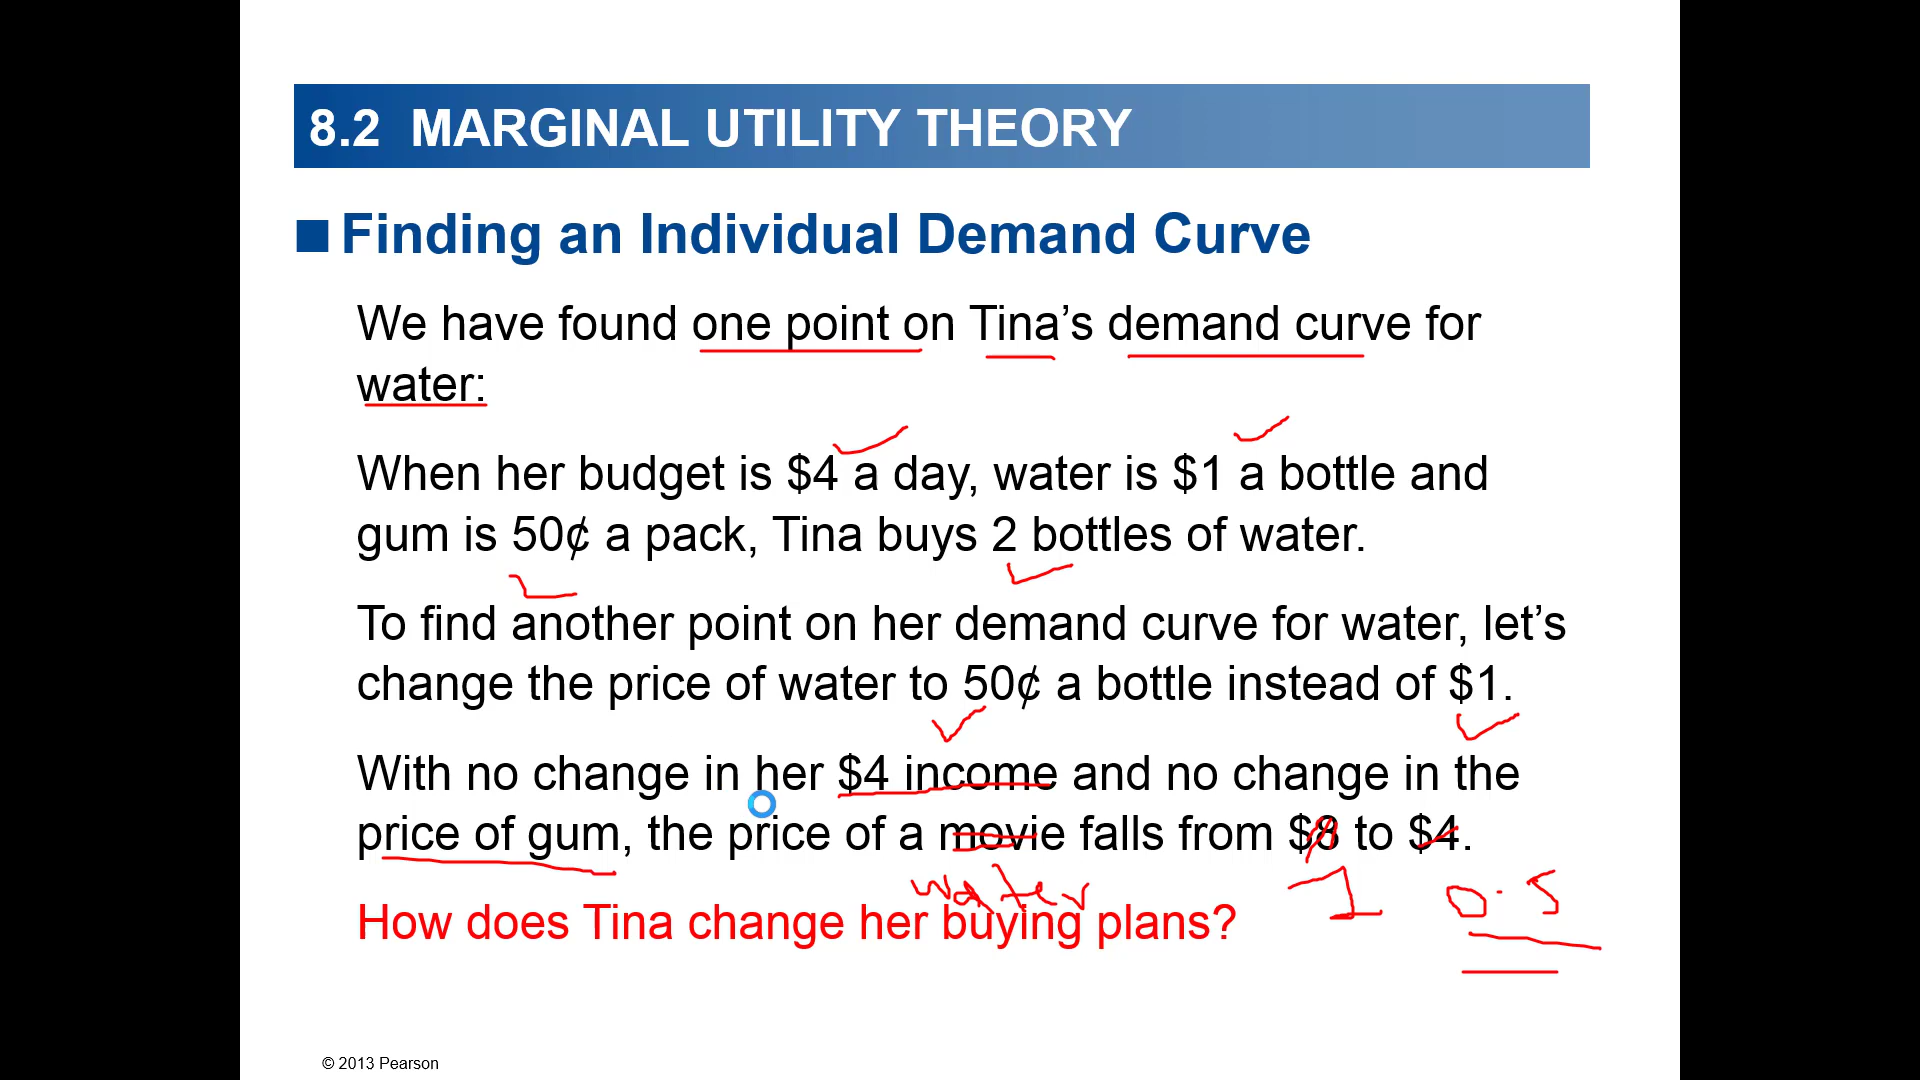 8.2 MARGINAL UTILITY THEORY
Finding an Individual Demand Curve
We have found one point on Tina’s demand curve for
water:
When her budget is $4 a day, water is $1 a bottle and
gum is 50¢ a pack, Tina buys 2 bottles of water.
To find another point on her demand curve for water, let’s
change the price of water to 50¢ a bottle instead of $1.
With no change in her $4 income and no change in the
price of gum, the price of a movie falls from $8 to $4.
water 1 0.5
How does Tina change her buying plans?
© 2013 Pearson